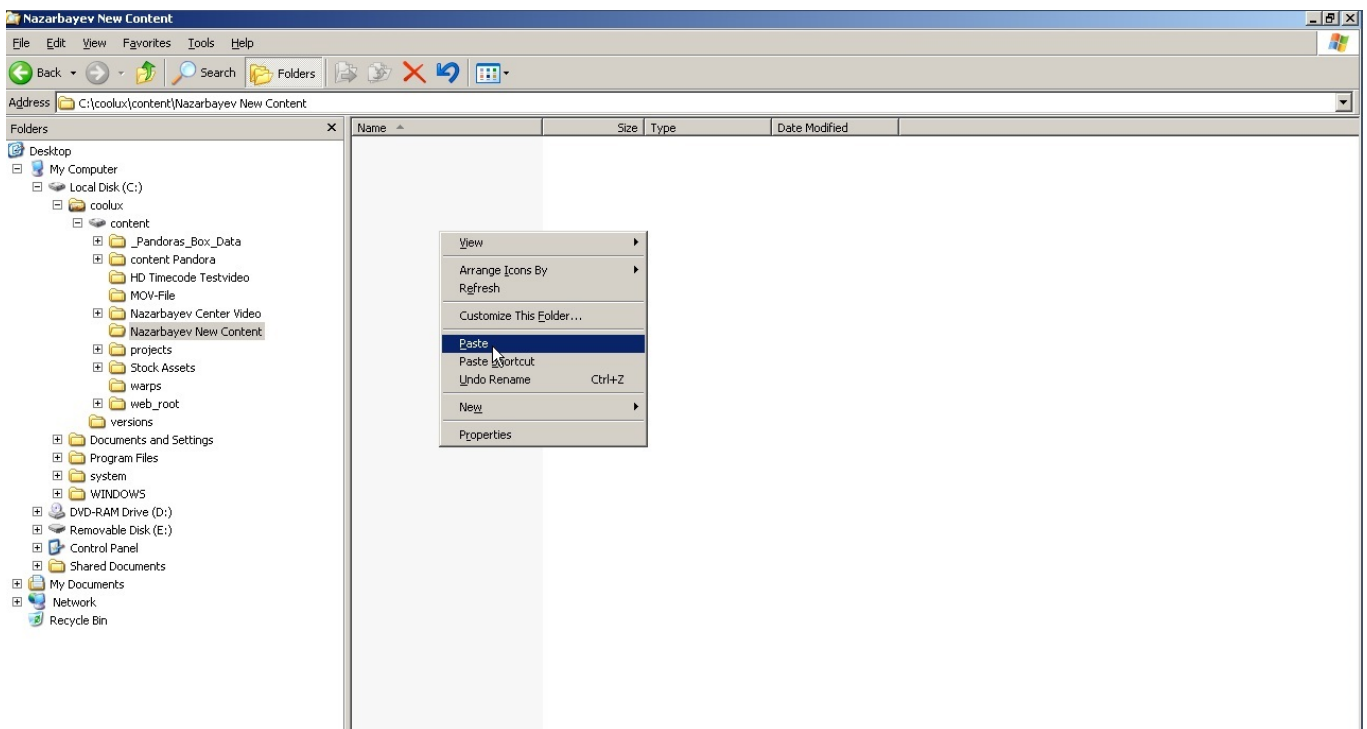 Nazarbayev New Content
File Edit View Favorites Tools Help
Back Search Folders
Address C:\coolux\content\Nazarbayev New Content
Folders Name Size Type Date Modified
Desktop
My Computer
Local Disk (C:)
coolux
content
_Pandoras_Box_Data
content Pandora
HD Timecode Testvideo
MOV-File
Nazarbayev Center Video
Nazarbayev New Content
projects
Stock Assets
warps
web_root
versions
Documents and Settings
Program Files
system
WINDOWS
DVD-RAM Drive (D:)
Removable Disk (E:)
Control Panel
Shared Documents
My Documents
Network
Recycle Bin
View
Arrange Icons By
Refresh
Customize This Folder...
Paste
Paste Shortcut
Undo Rename Ctrl+Z
New
Properties